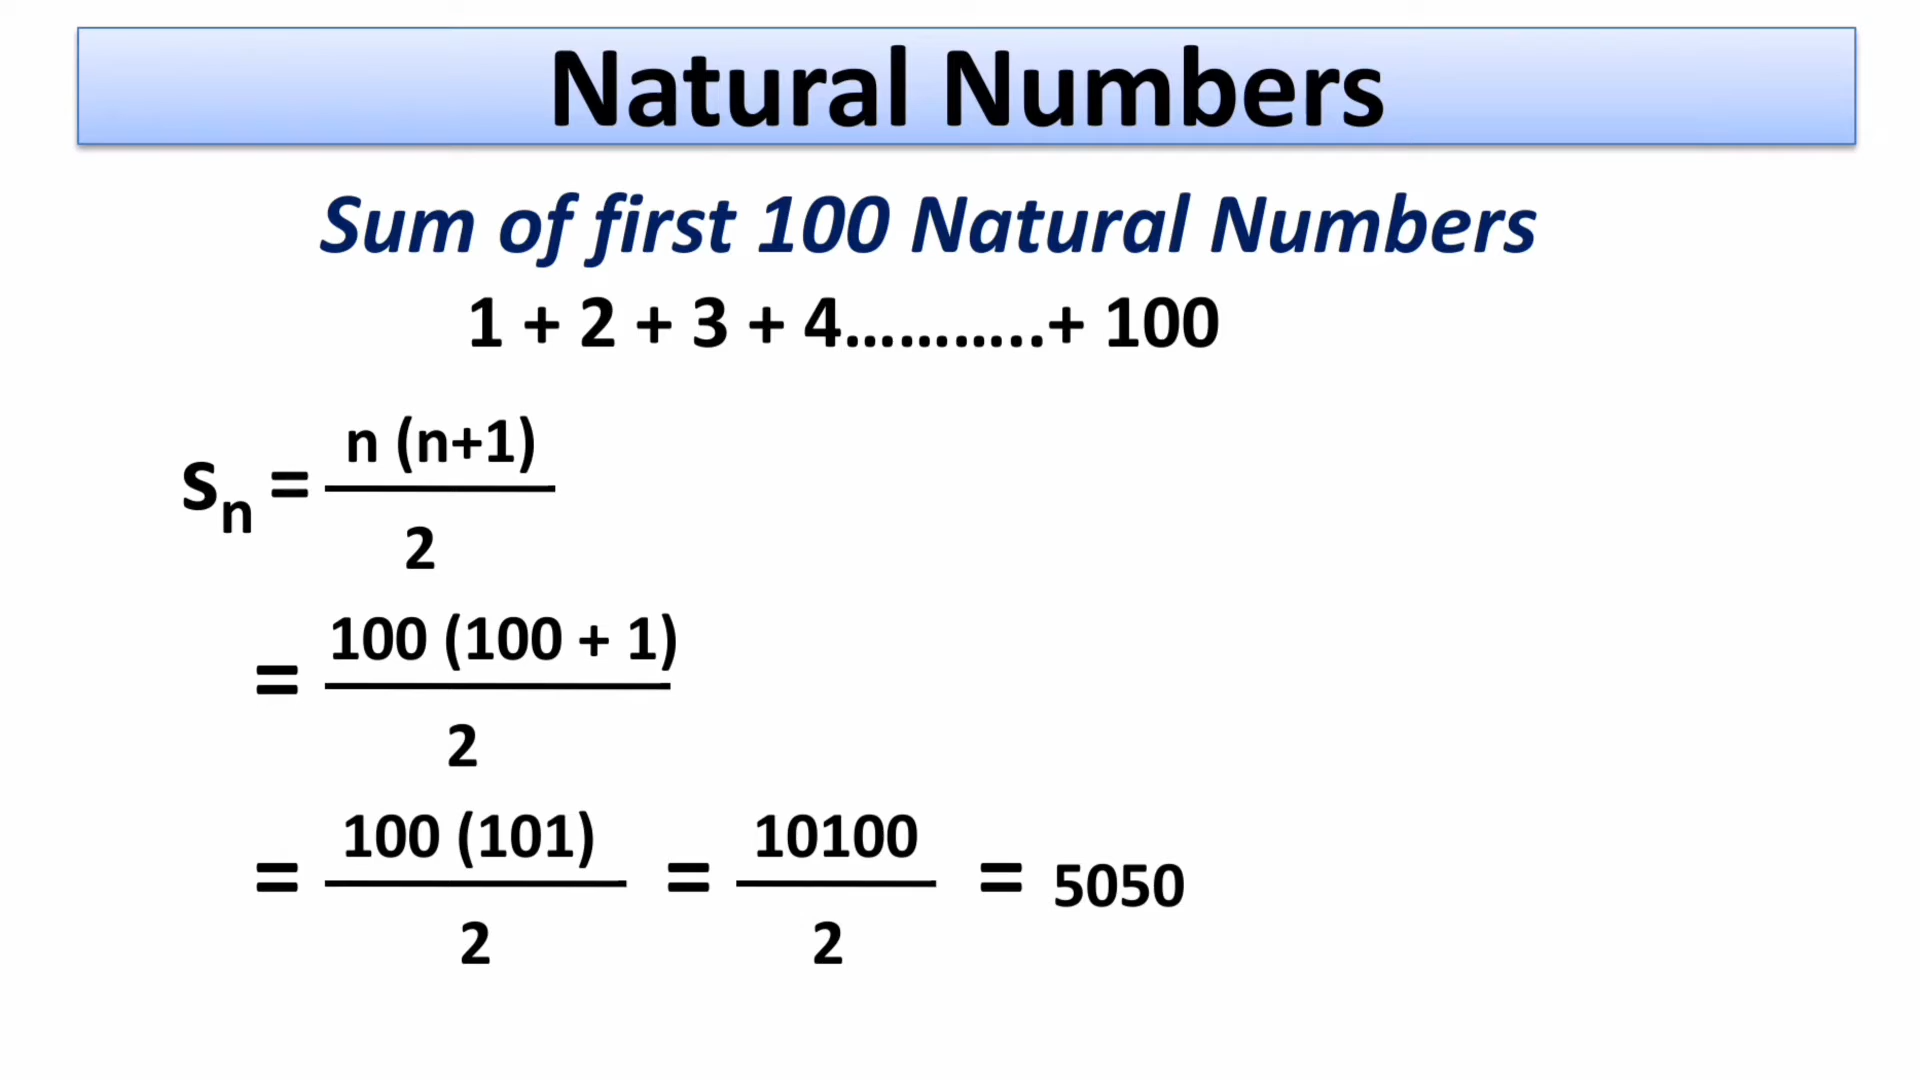 Natural Numbers
Sum of first 100 Natural Numbers
1 + 2 + 3 + 4………..+ 100
sn = n (n+1)
2
= 100 (100 + 1)
2
= 100 (101) = 10100 = 5050
2 2